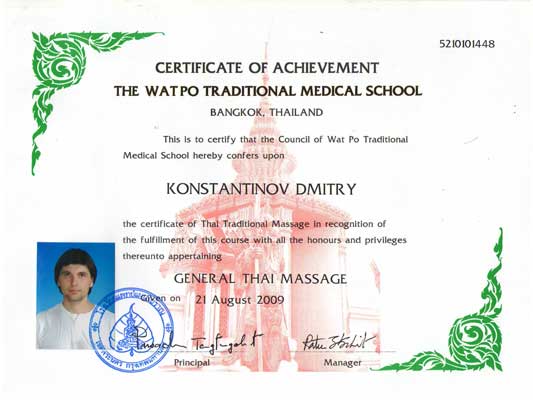 5210101448
CERTIFICATE OF ACHIEVEMENT
THE WAT PO TRADITIONAL MEDICAL SCHOOL
BANGKOK, THAILAND
This is to certify that the Council of Wat Po Traditional
Medical School hereby confers upon
KONSTANTINOV DMITRY
the certificate of Thai Traditional Massage in recognition of
the fulfillment of this course with all the honours and privileges
thereunto appertaining
GENERAL THAI MASSAGE
Given on 21 August 2009
Principal
Manager